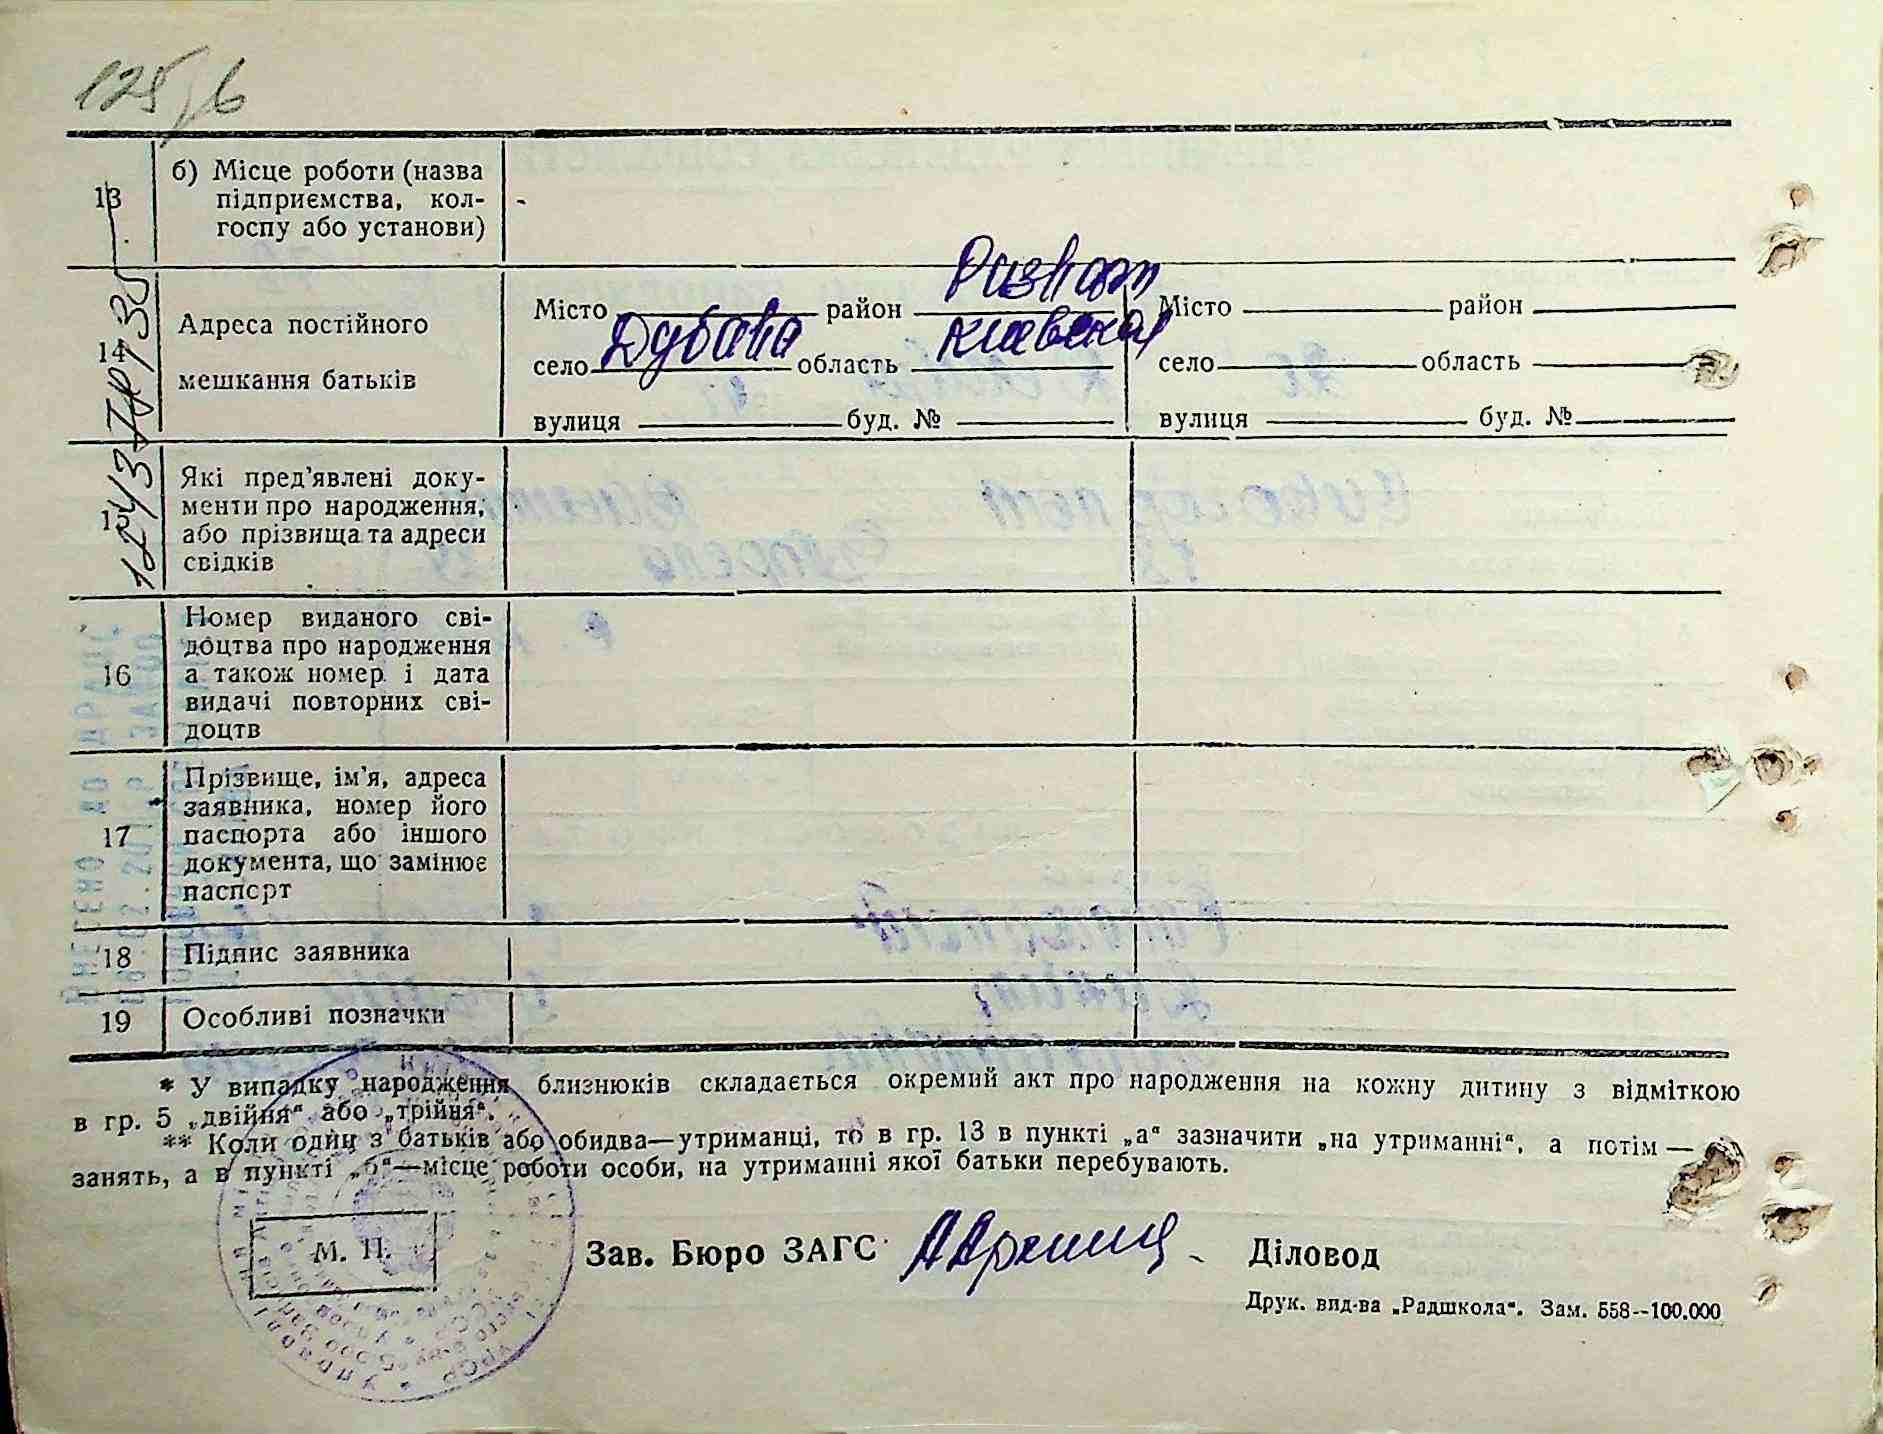 125
13
б) Місце роботи (назва
підприємства, кол-
госпу або установи)
-
14
Адреса постійного
мешкання батьків
Місто район
село Дубава область Киевская
вулиця буд. №
Місто район
село область
вулиця буд. №
Які пред'явлені доку-
менти про народження,
або прізвища та адреси
свідків
16
Номер виданого сві-
доцтва про народження
а також номер і дата
видачі повторних сві-
доцтв
17
Прізвище, ім'я, адреса
заявника, номер його
паспорта або іншого
документа, що замінює
паспорт
18
Підпис заявника
19
Особливі позначки
* У випадку народження близнюків складається окремий акт про народження на кожну дитину з відміткою
в гр. 5 „двійня“ або „трійня“.
** Коли один з батьків або обидва—утриманці, то в гр. 13 в пункті „а“ зазначити „на утриманні“, а потім —
занять, а в пункті „б“—місце роботи особи, на утриманні якої батьки перебувають.
М. П.
Зав. Бюро ЗАГС
Діловод
Друк. вид-ва „Радшкола“. Зам. 558--100.000